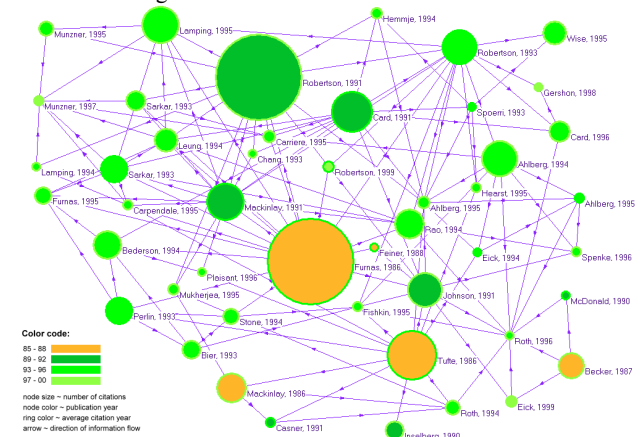 Hemmje, 1994
Lamping, 1995
Munzner, 1995
Wise, 1995
Robertson, 1993
Robertson, 1991
Gershon, 1998
Munzner, 1997
Sarkar, 1993
Card, 1991
Spoerri, 1993
Card, 1996
Carriere, 1995
Leung, 1994
Chang, 1993
Ahlberg, 1994
Lamping, 1994
Sarkar, 1993
Robertson, 1999
Hearst, 1995
Furnas, 1995
Carpendale, 1995
Mackinlay, 1991
Ahlberg, 1995
Ahlberg, 1995
Rao, 1994
Bederson, 1994
Feiner, 1988
Eick, 1994
Spenke, 1996
Furnas, 1986
Plaisant, 1996
Mukherjea, 1995
Johnson, 1991
McDonald, 1990
Perlin, 1993
Stone, 1994
Fishkin, 1995
Color code:
85 - 88
89 - 92
93 - 96
97 - 00
Roth, 1996
Bier, 1993
Tufte, 1986
Becker, 1987
Mackinlay, 1986
node size ~ number of citations
node color ~ publication year
ring color ~ average citation year
arrow ~ direction of information flow
Roth, 1994
Eick, 1999
Casner, 1991
Inselberg, 1990